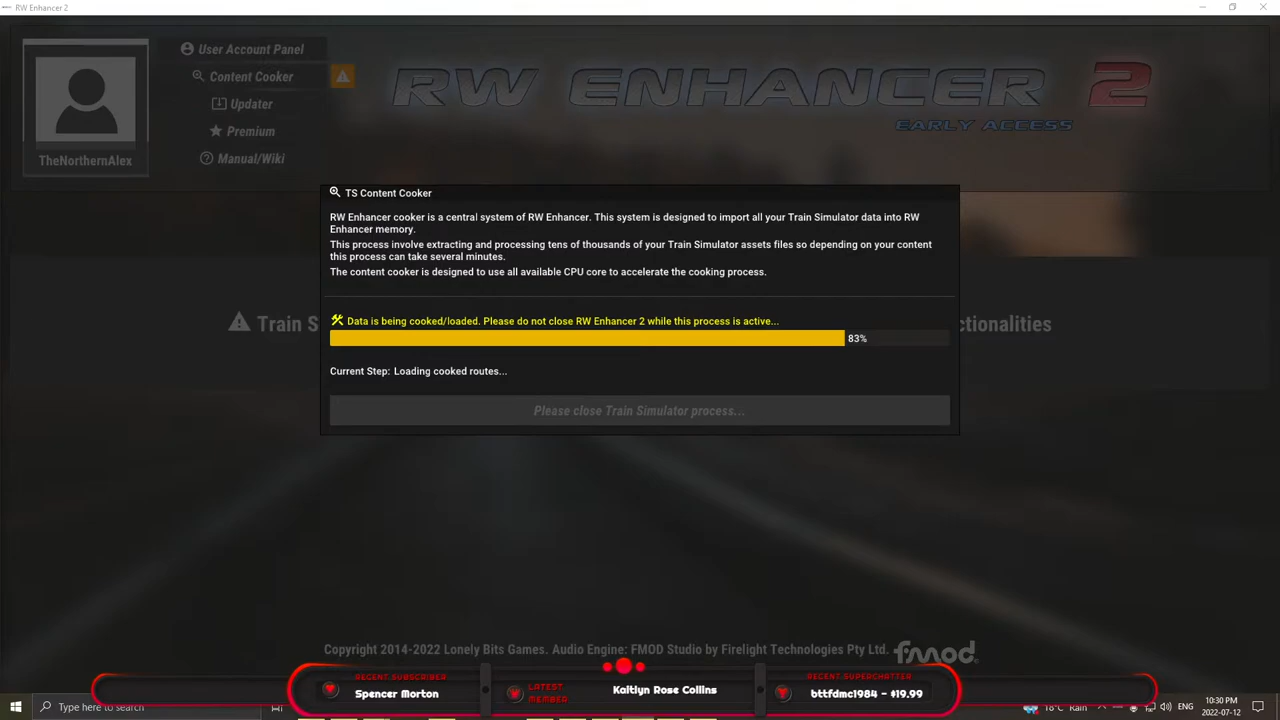 RW Enhancer 2
User Account Panel
Content Cooker
Updater
Premium
Manual/Wiki
TheNorthernAlex
RW ENHANCER 2
EARLY ACCESS
TS Content Cooker
RW Enhancer cooker is a central system of RW Enhancer. This system is designed to import all your Train Simulator data into RW
Enhancer memory.
This process involve extracting and processing tens of thousands of your Train Simulator assets files so depending on your content
this process can take several minutes.
The content cooker is designed to use all available CPU core to accelerate the cooking process.
Train S
nctionalities
Data is being cooked/loaded. Please do not close RW Enhancer 2 while this process is active...
83%
Current Step: Loading cooked routes...
Please close Train Simulator process...
Copyright 2014-2022 Lonely Bits Games. Audio Engine: FMOD Studio by Firelight Technologies Pty Ltd.
fmod
RECENT SUBSCRIBER
Spencer Morton
LATEST
MEMBER
Kaitlyn Rose Collins
RECENT SUPERCHATTER
bttfdmc1984 - $19.99
Type here to search
18°C Rain
ENG
10:30 PM
2022-07-12